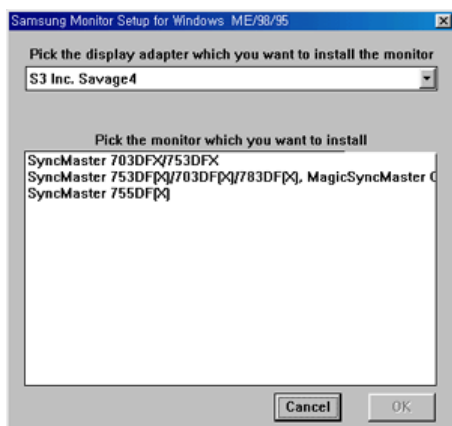 Samsung Monitor Setup for Windows ME/98/95
Pick the display adapter which you want to install the monitor
S3 Inc. Savage4
Pick the monitor which you want to install
SyncMaster 703DFX/753DFX
SyncMaster 753DF(X)/703DF(X)/783DF(X), MagicSyncMaster
SyncMaster 755DF(X)
Cancel
OK